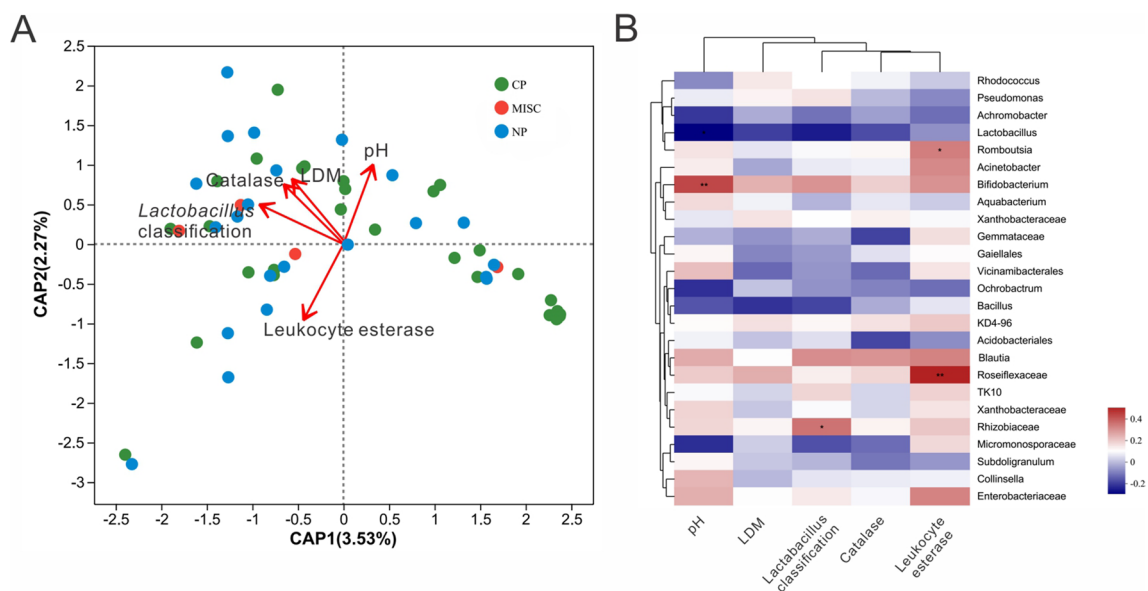 A
2.5
2
1.5
1
0.5
0
-0.5
-1
-1.5
-2
-2.5
-3
CAP2(2.27%)
-2.5 -2 -1.5 -1 -0.5 0 0.5 1 1.5 2 2.5
CAP1(3.53%)
CP
MISC
NP
pH
LDM
Catalase
Lactobacillus
classification
Leukocyte esterase
B
Rhodococcus
Pseudomonas
Achromobacter
Lactobacillus
Romboutsia
Acinetobacter
Bifidobacterium
Aquabacterium
Xanthobacteraceae
Gemmataceae
Gaiellales
Vicinamibacterales
Ochrobactrum
Bacillus
KD4-96
Acidobacteriales
Blautia
Roseiflexaceae
TK10
Xanthobacteraceae
Rhizobiaceae
Micromonosporaceae
Subdoligranulum
Collinsella
Enterobacteriaceae
*
**
**
*
pH
LDM
Lactabacillus
classification
Catalase
Leukocyte
esterase
0.4
0.2
0
-0.2